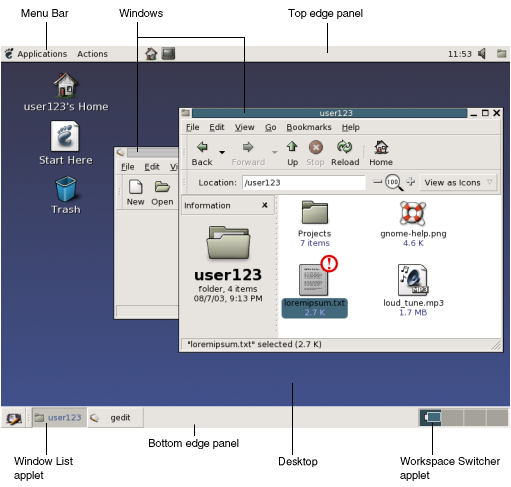 Menu Bar
Windows
Top edge panel
Applications
Actions
11:53
user123's Home
Start Here
Trash
File
Edit
New
Open
user123
File
Edit
View
Go
Bookmarks
Help
Back
Forward
Up
Stop
Reload
Home
Location:
/user123
100
View as Icons
Information
x
user123
folder, 4 items
08/7/03, 9:13 PM
Projects
7 items
gnome-help.png
4.6 K
loremipsum.txt
2.7 K
MP3
loud_tune.mp3
1.7 MB
"loremipsum.txt" selected (2.7 K)
user123
gedit
Bottom edge panel
Window List
applet
Desktop
Workspace Switcher
applet